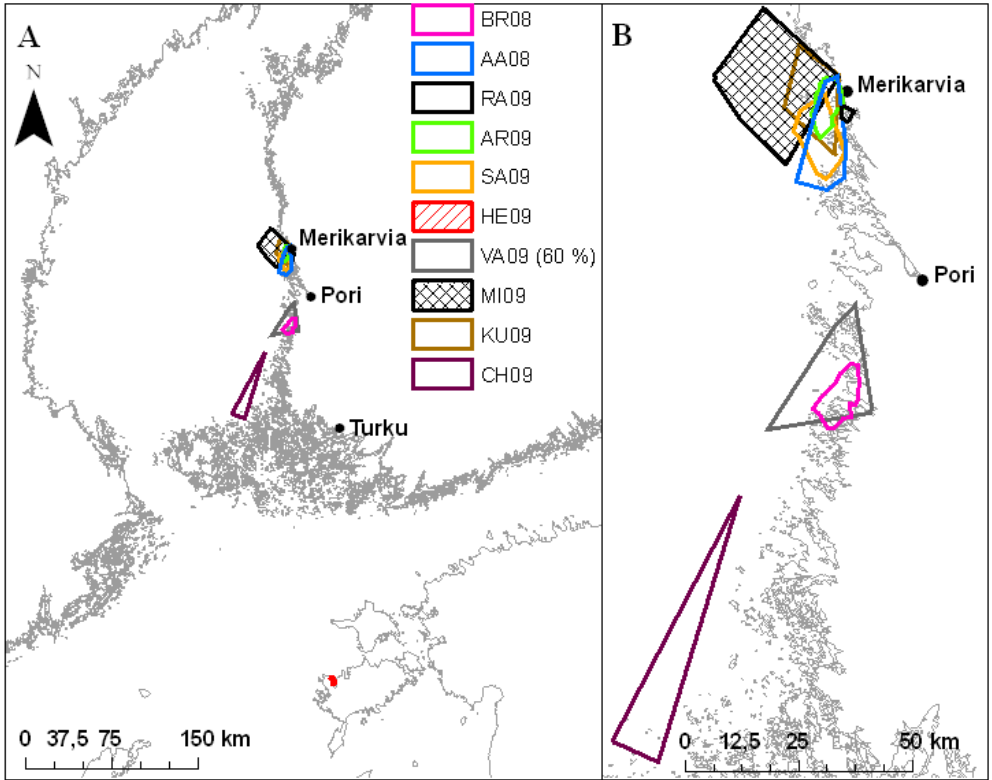 A
N
BR08
AA08
RA09
AR09
SA09
HE09
VA09 (60 %)
MI09
KU09
CH09
Merikarvia
Pori
Turku
0 37,5 75 150 km
B
Merikarvia
Pori
0 12,5 25 50 km